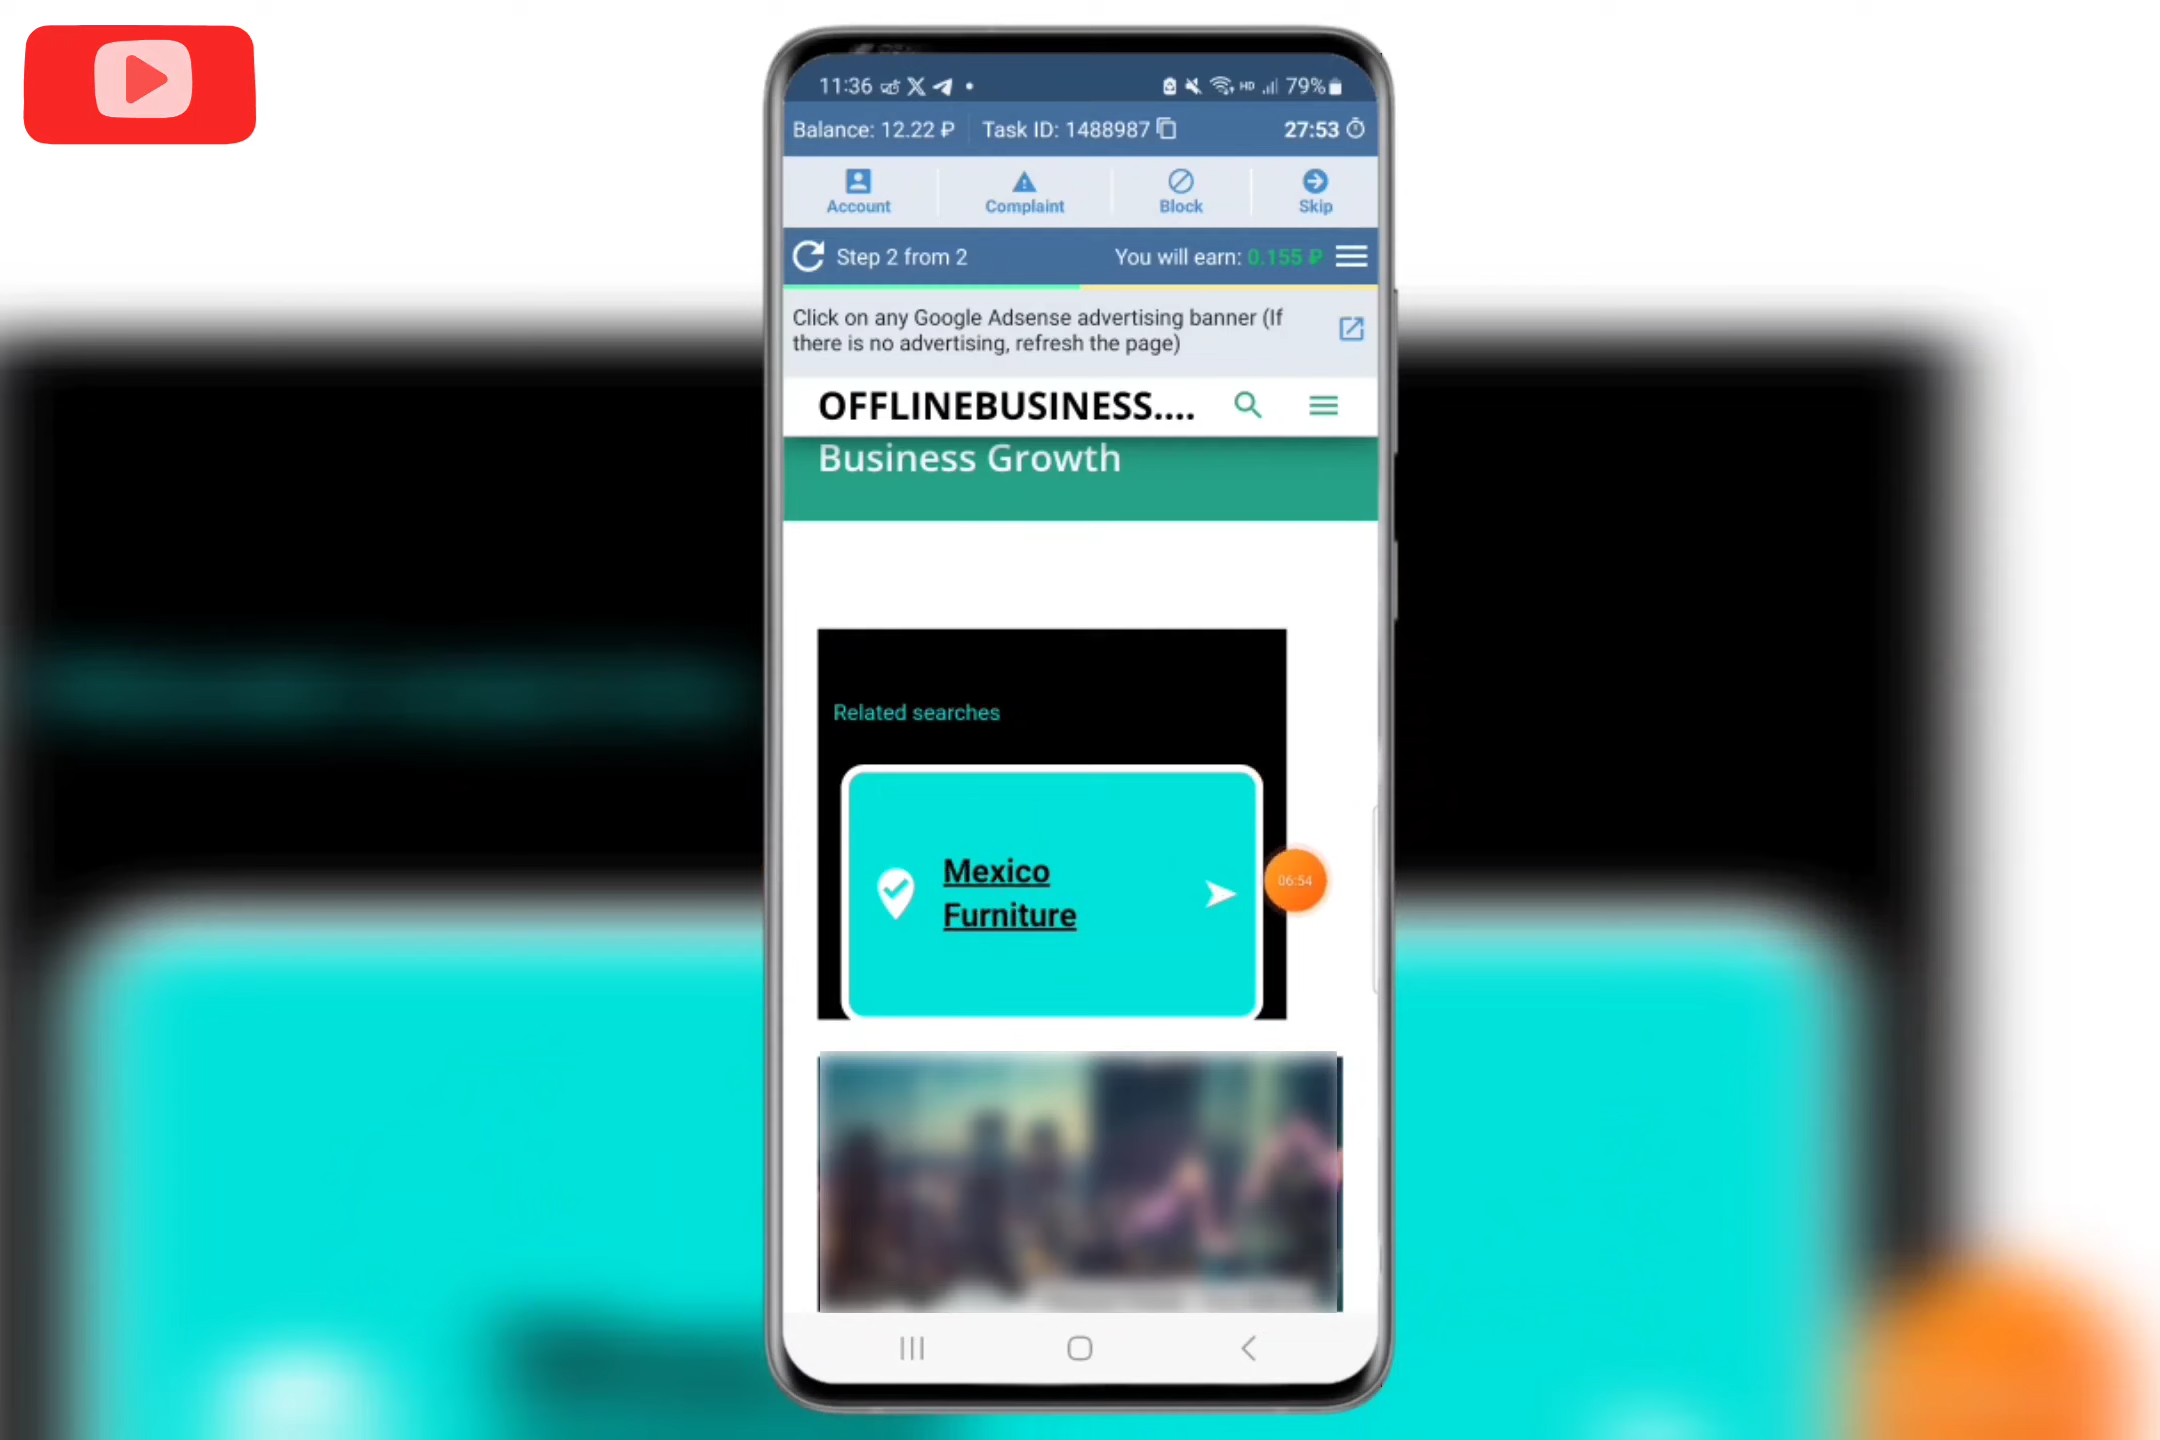 11:36
79%
Balance: 12.22 ₽
Task ID: 1488987
27:53
Account
Complaint
Block
Skip
Step 2 from 2
You will earn: 0.155 ₽
Click on any Google Adsense advertising banner (If
there is no advertising, refresh the page)
OFFLINEBUSINESS....
Business Growth
Related searches
Mexico
Furniture
06:54